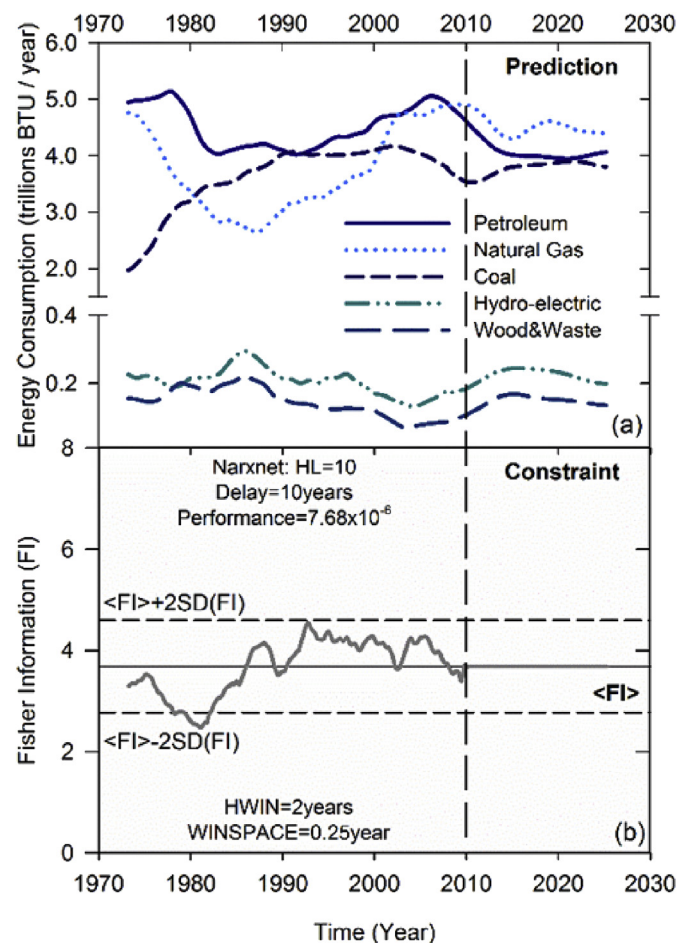 1970 1980 1990 2000 2010 2020 2030
6.0
Prediction
5.0
4.0
3.0
2.0
Petroleum
Natural Gas
Coal
Hydro-electric
Wood&Waste
0.4
0.2
(a)
Energy Consumption (trillions BTU / year)
8
Narxnet: HL=10
Delay=10years
Performance=7.68x10⁻⁶
Constraint
6
<FI>+2SD(FI)
4
<FI>
<FI>-2SD(FI)
2
HWIN=2years
WINSPACE=0.25year
(b)
0
Fisher Information (FI)
1970 1980 1990 2000 2010 2020 2030
Time (Year)